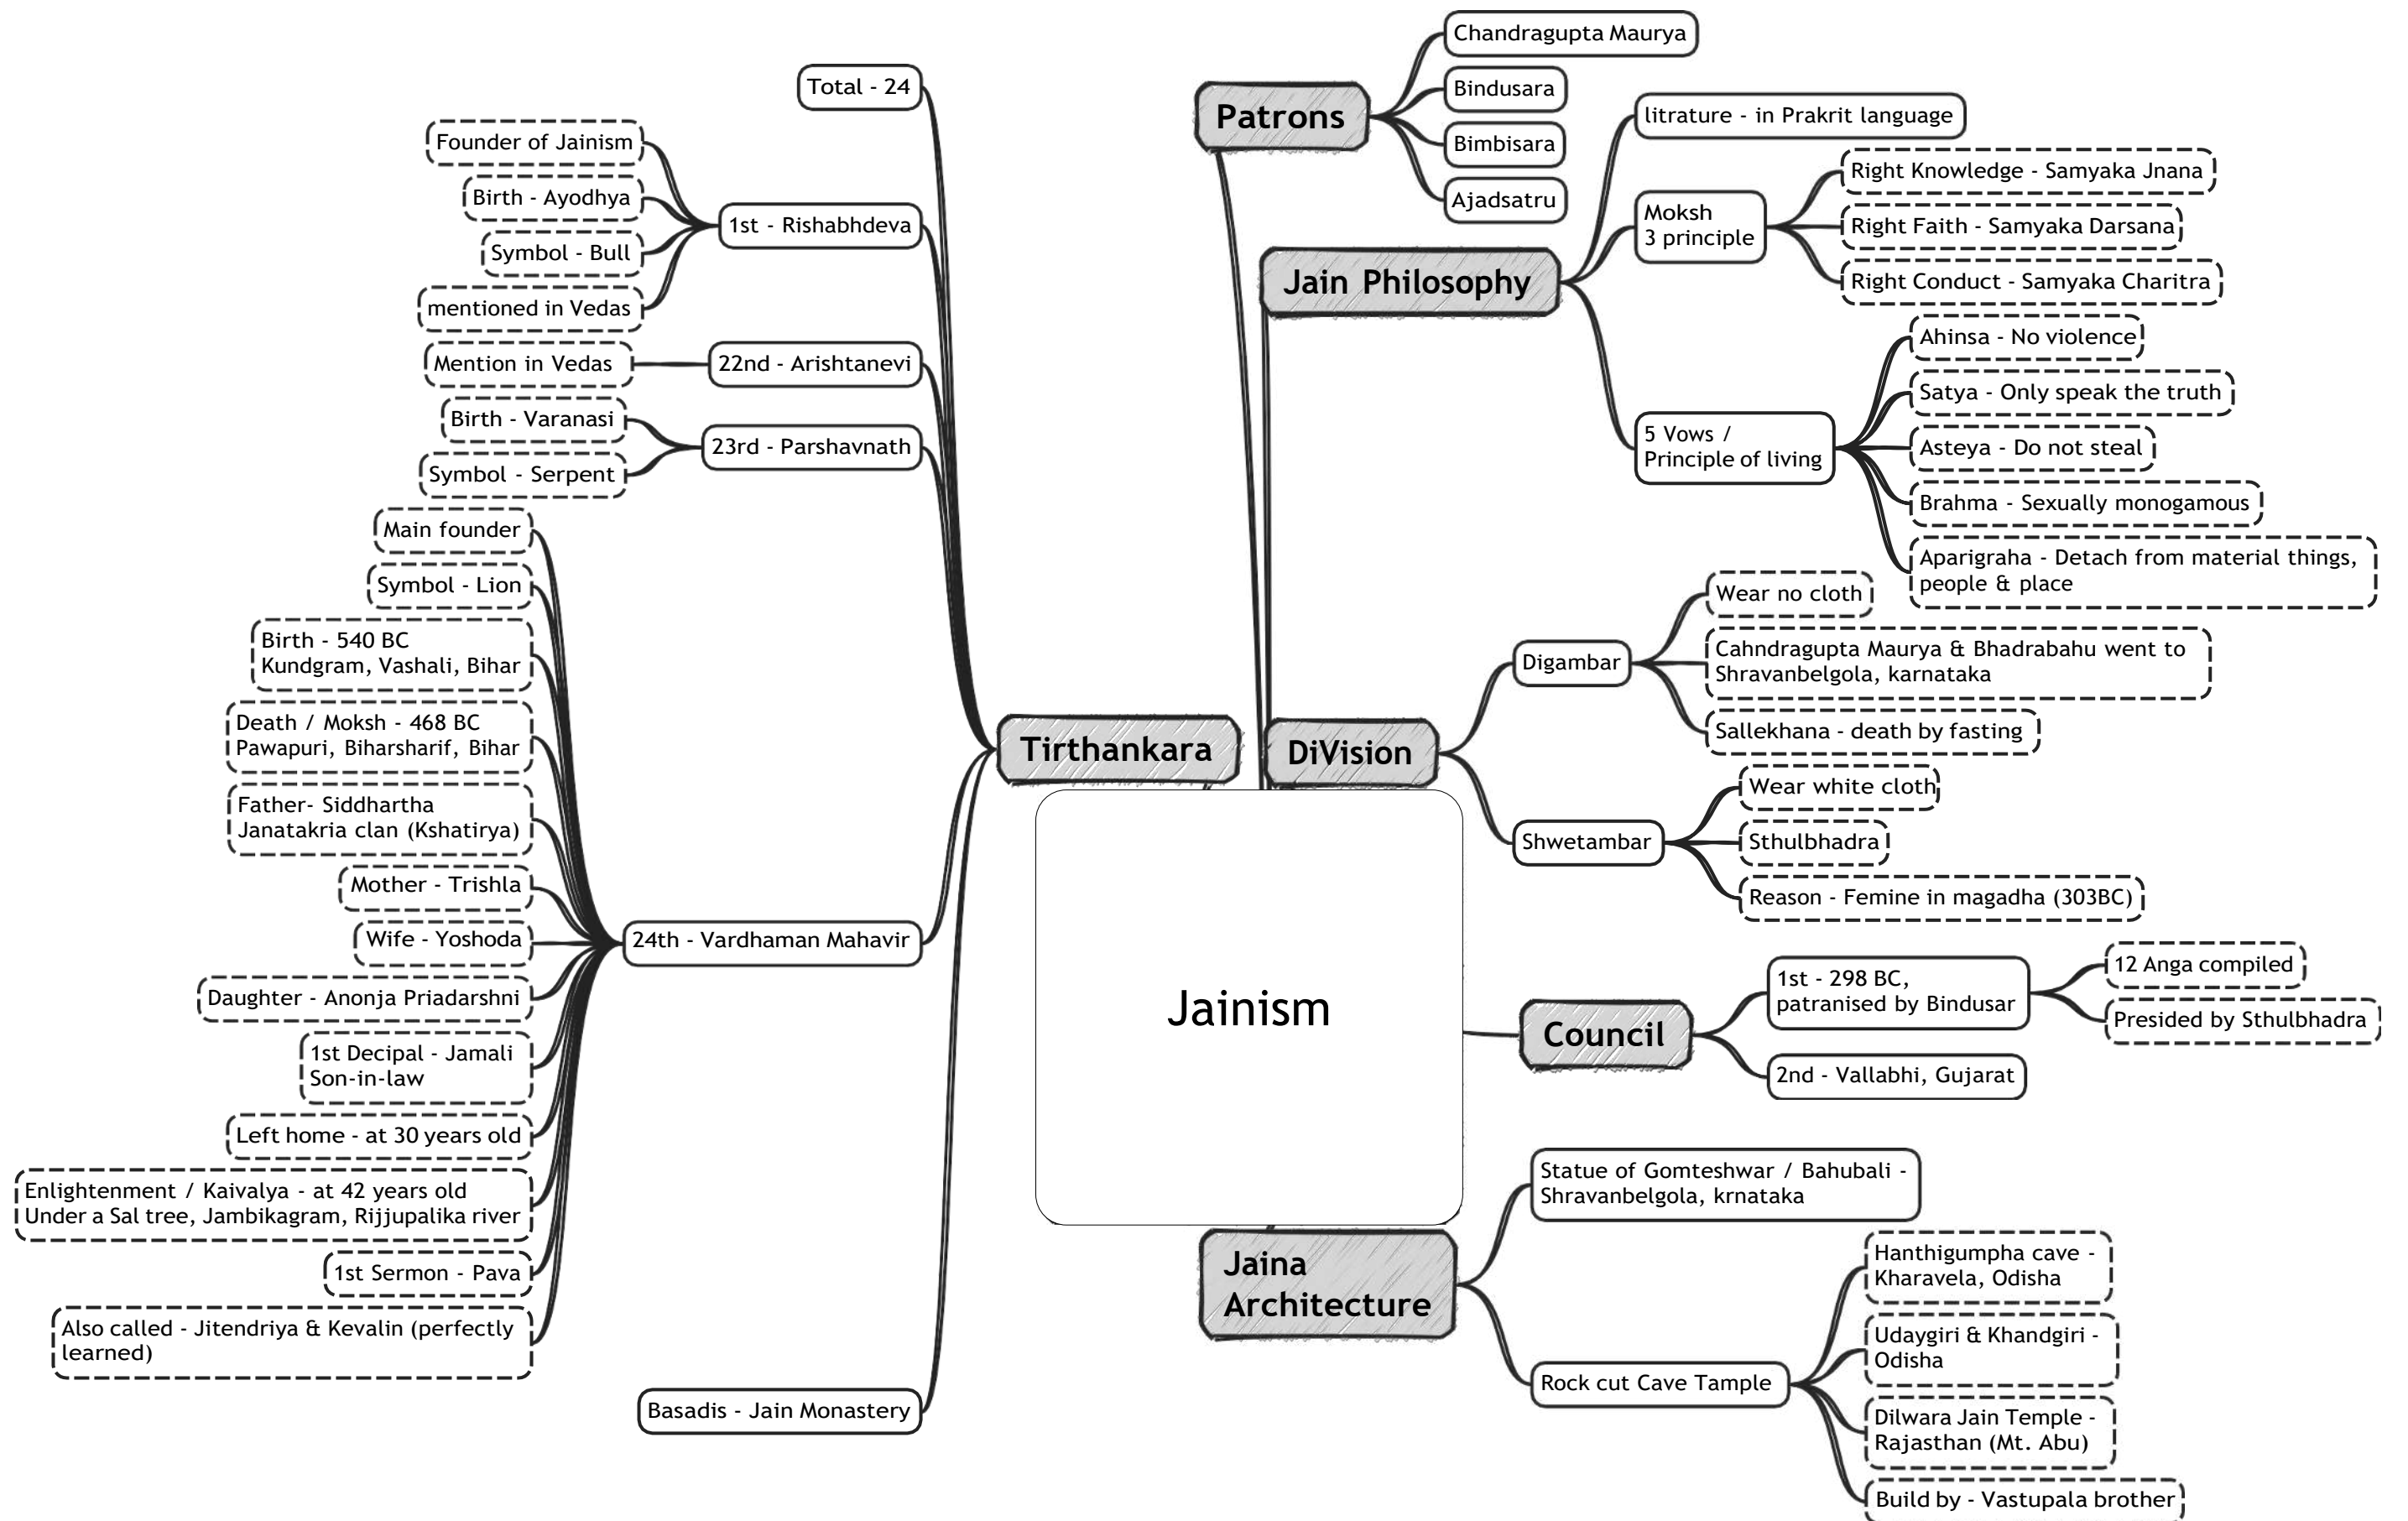 Jainism
Tirthankara
Total - 24
1st - Rishabhdeva
Founder of Jainism
Birth - Ayodhya
Symbol - Bull
mentioned in Vedas
22nd - Arishtanevi
Mention in Vedas
23rd - Parshavnath
Birth - Varanasi
Symbol - Serpent
24th - Vardhaman Mahavir
Main founder
Symbol - Lion
Birth - 540 BC
Kundgram, Vashali, Bihar
Death / Moksh - 468 BC
Pawapuri, Biharsharif, Bihar
Father- Siddhartha
Janatakria clan (Kshatirya)
Mother - Trishla
Wife - Yoshoda
Daughter - Anonja Priadarshni
1st Decipal - Jamali
Son-in-law
Left home - at 30 years old
Enlightenment / Kaivalya - at 42 years old
Under a Sal tree, Jambikagram, Rijjupalika river
1st Sermon - Pava
Also called - Jitendriya & Kevalin (perfectly
learned)
Basadis - Jain Monastery
Patrons
Chandragupta Maurya
Bindusara
Bimbisara
Ajadsatru
Jain Philosophy
litrature - in Prakrit language
Moksh
3 principle
Right Knowledge - Samyaka Jnana
Right Faith - Samyaka Darsana
Right Conduct - Samyaka Charitra
5 Vows /
Principle of living
Ahinsa - No violence
Satya - Only speak the truth
Asteya - Do not steal
Brahma - Sexually monogamous
Aparigraha - Detach from material things,
people & place
DiVision
Digambar
Wear no cloth
Cahndragupta Maurya & Bhadrabahu went to
Shravanbelgola, karnataka
Sallekhana - death by fasting
Shwetambar
Wear white cloth
Sthulbhadra
Reason - Femine in magadha (303BC)
Council
1st - 298 BC,
patranised by Bindusar
12 Anga compiled
Presided by Sthulbhadra
2nd - Vallabhi, Gujarat
Jaina
Architecture
Statue of Gomteshwar / Bahubali -
Shravanbelgola, krnataka
Rock cut Cave Tample
Hanthigumpha cave -
Kharavela, Odisha
Udaygiri & Khandgiri -
Odisha
Dilwara Jain Temple -
Rajasthan (Mt. Abu)
Build by - Vastupala brother